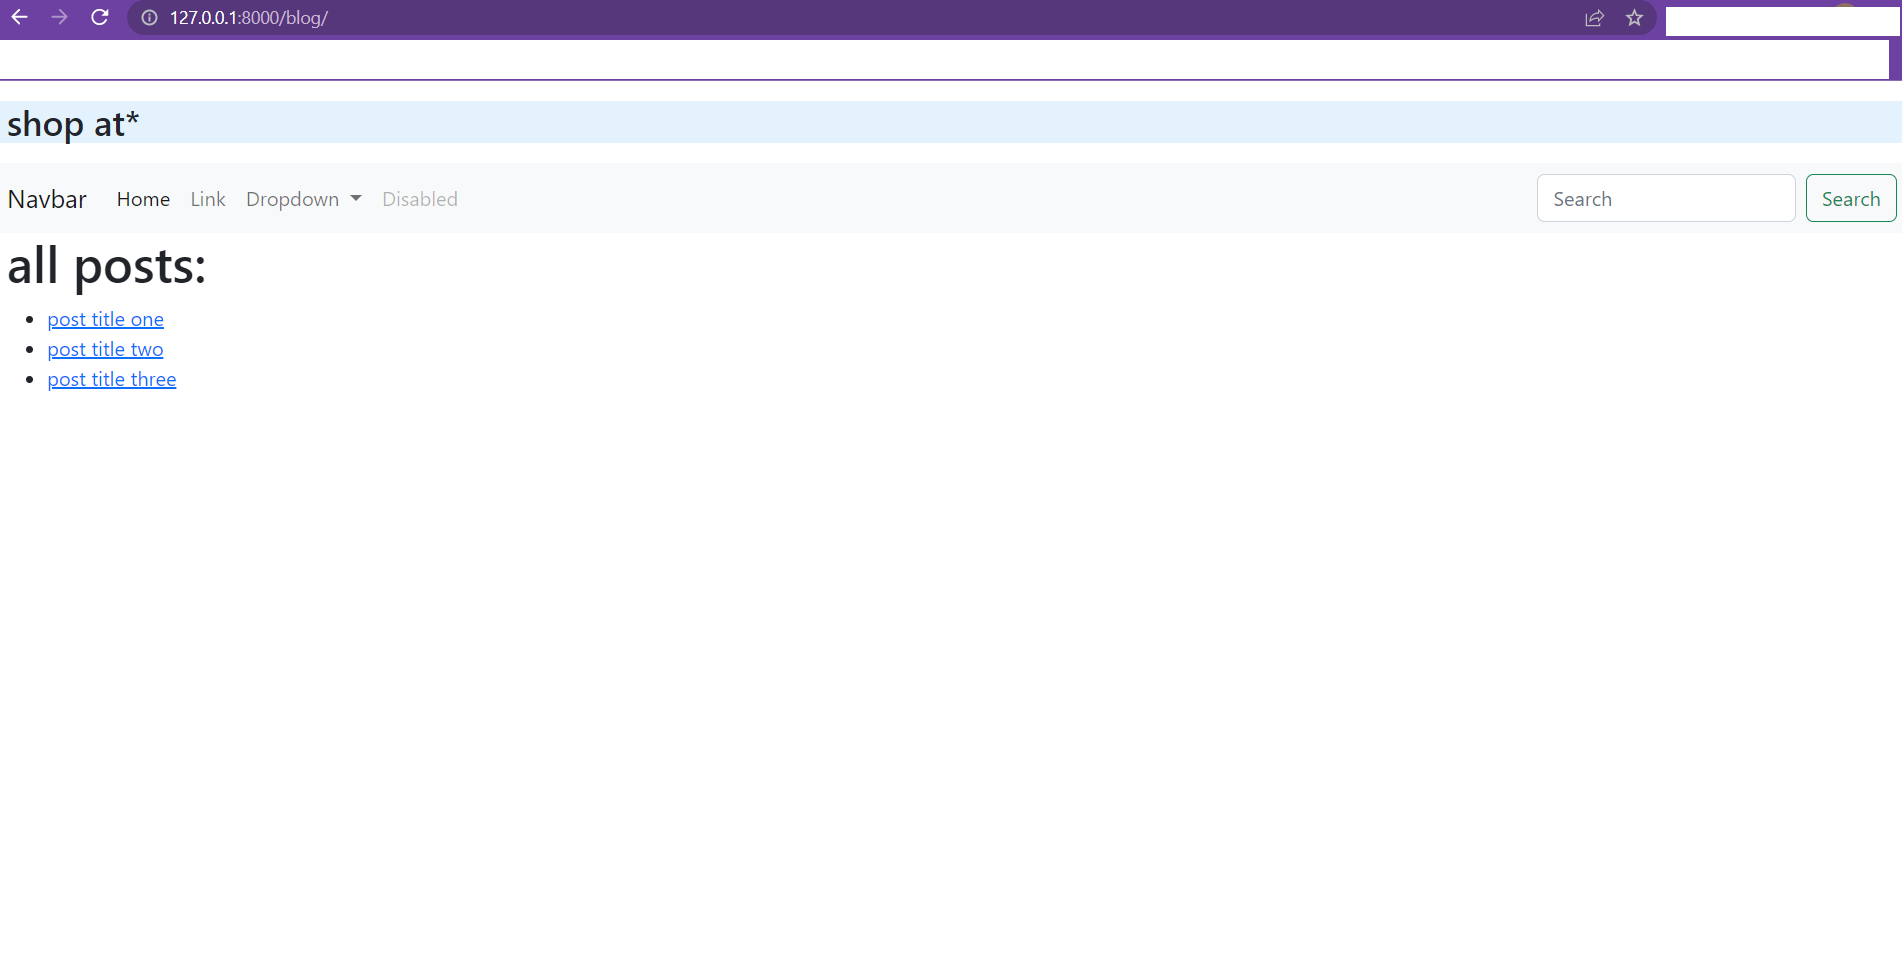 127.0.0.1:8000/blog/
shop at*
Navbar Home Link Dropdown Disabled Search Search
all posts:
post title one
post title two
post title three